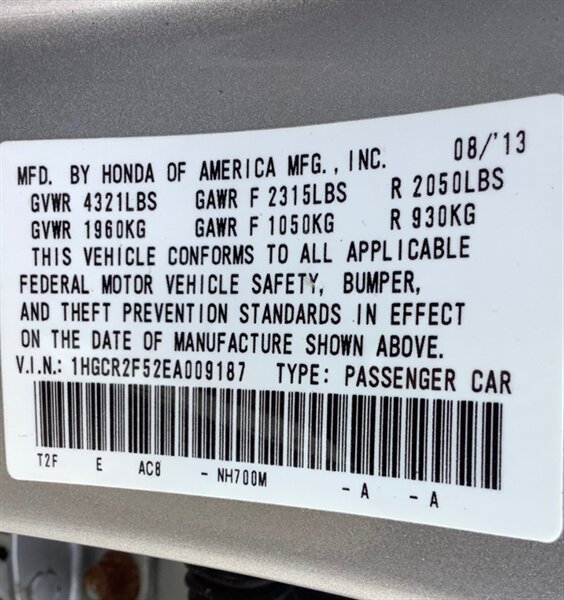 MFD. BY HONDA OF AMERICA MFG., INC. 08/'13
GVWR 4321LBS GAWR F 2315LBS R 2050LBS
GVWR 1960KG GAWR F 1050KG R 930KG
THIS VEHICLE CONFORMS TO ALL APPLICABLE
FEDERAL MOTOR VEHICLE SAFETY, BUMPER,
AND THEFT PREVENTION STANDARDS IN EFFECT
ON THE DATE OF MANUFACTURE SHOWN ABOVE.
V.I.N.: 1HGCR2F52EA009187 TYPE: PASSENGER CAR
T2F E AC8 - NH700M - A - A